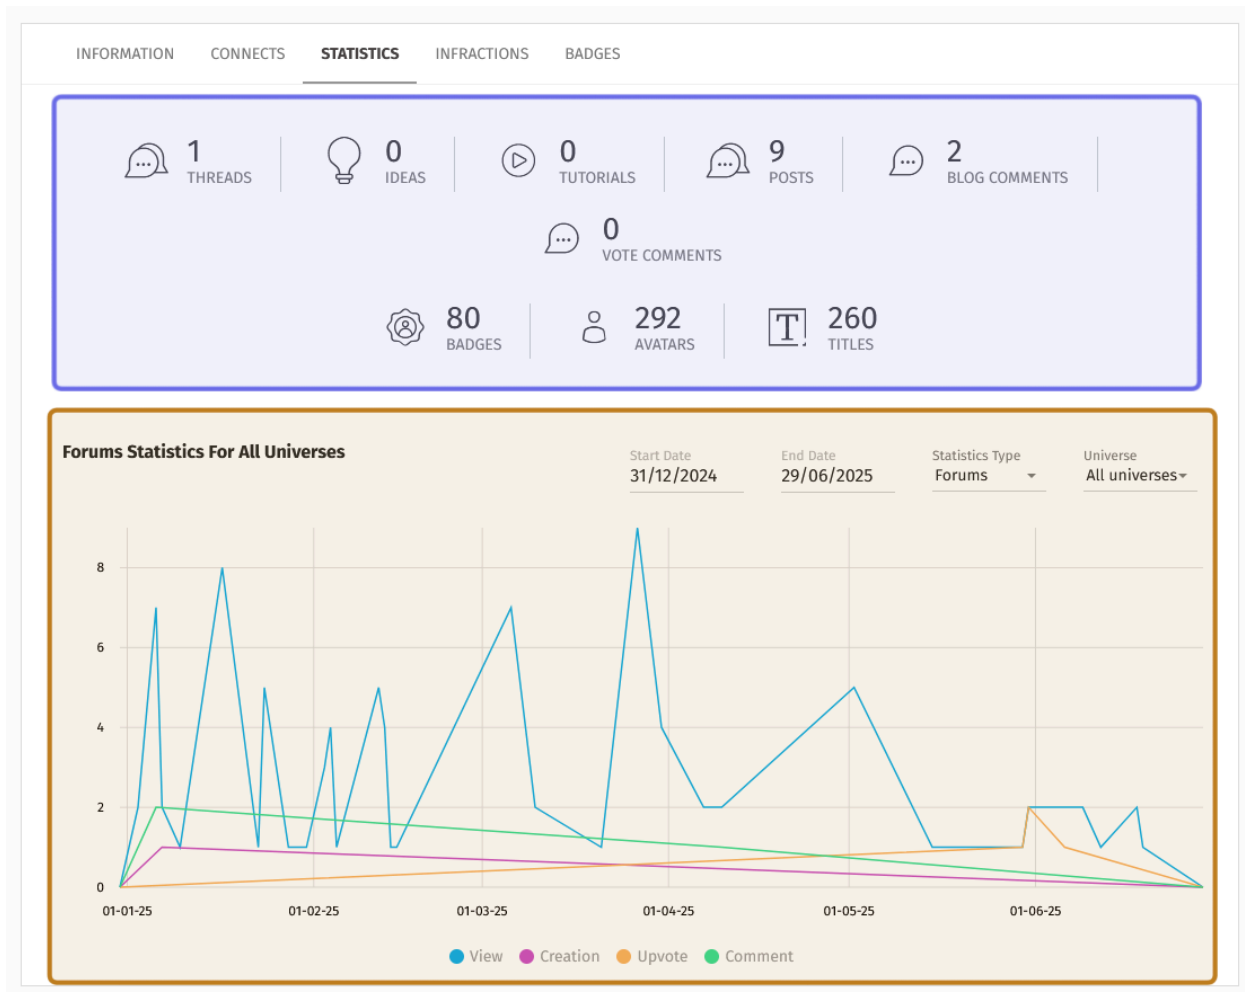 INFORMATION CONNECTS STATISTICS INFRACTIONS BADGES
1 0 0 9 2
THREADS IDEAS TUTORIALS POSTS BLOG COMMENTS
0
VOTE COMMENTS
80 292 260
BADGES AVATARS TITLES
Forums Statistics For All Universes
Start Date End Date Statistics Type Universe
31/12/2024 29/06/2025 Forums All universes
8
6
4
2
0
01-01-25 01-02-25 01-03-25 01-04-25 01-05-25 01-06-25
View Creation Upvote Comment